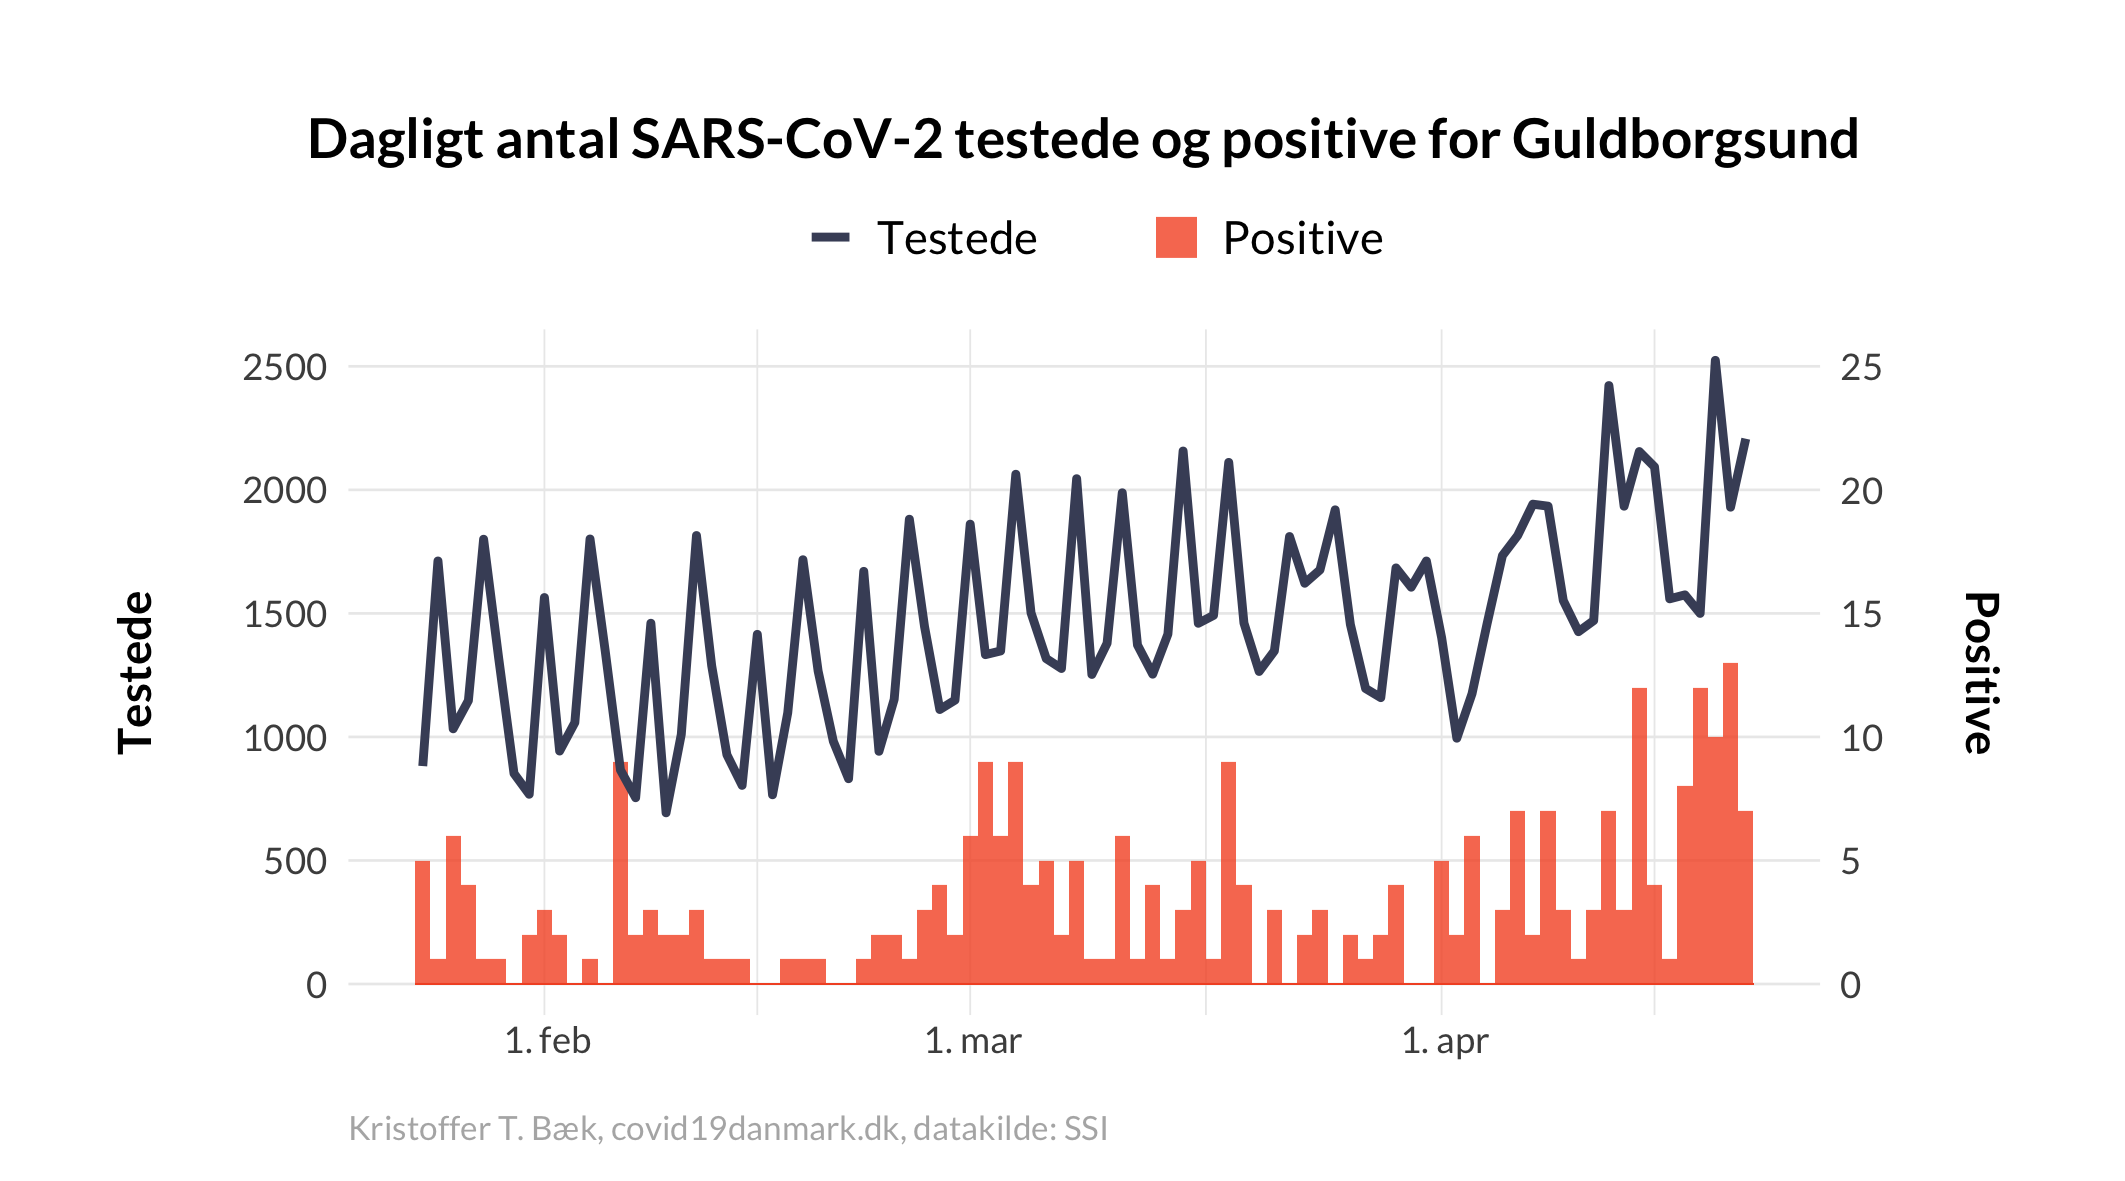 Dagligt antal SARS-CoV-2 testede og positive for Guldborgsund
Testede
Positive
2500
2000
1500
1000
500
0
25
20
15
10
5
0
Testede
Positive
1. feb
1. mar
1. apr
Kristoffer T. Bæk, covid19danmark.dk, datakilde: SSI